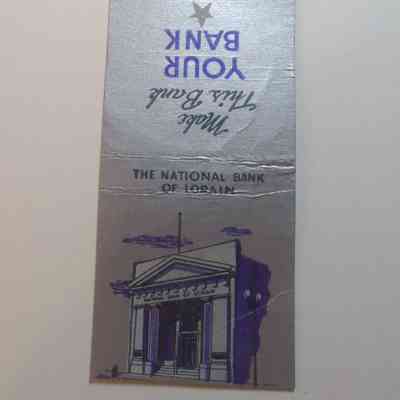 Make
This Bank
YOUR
BANK
THE NATIONAL BANK
OF LORAIN